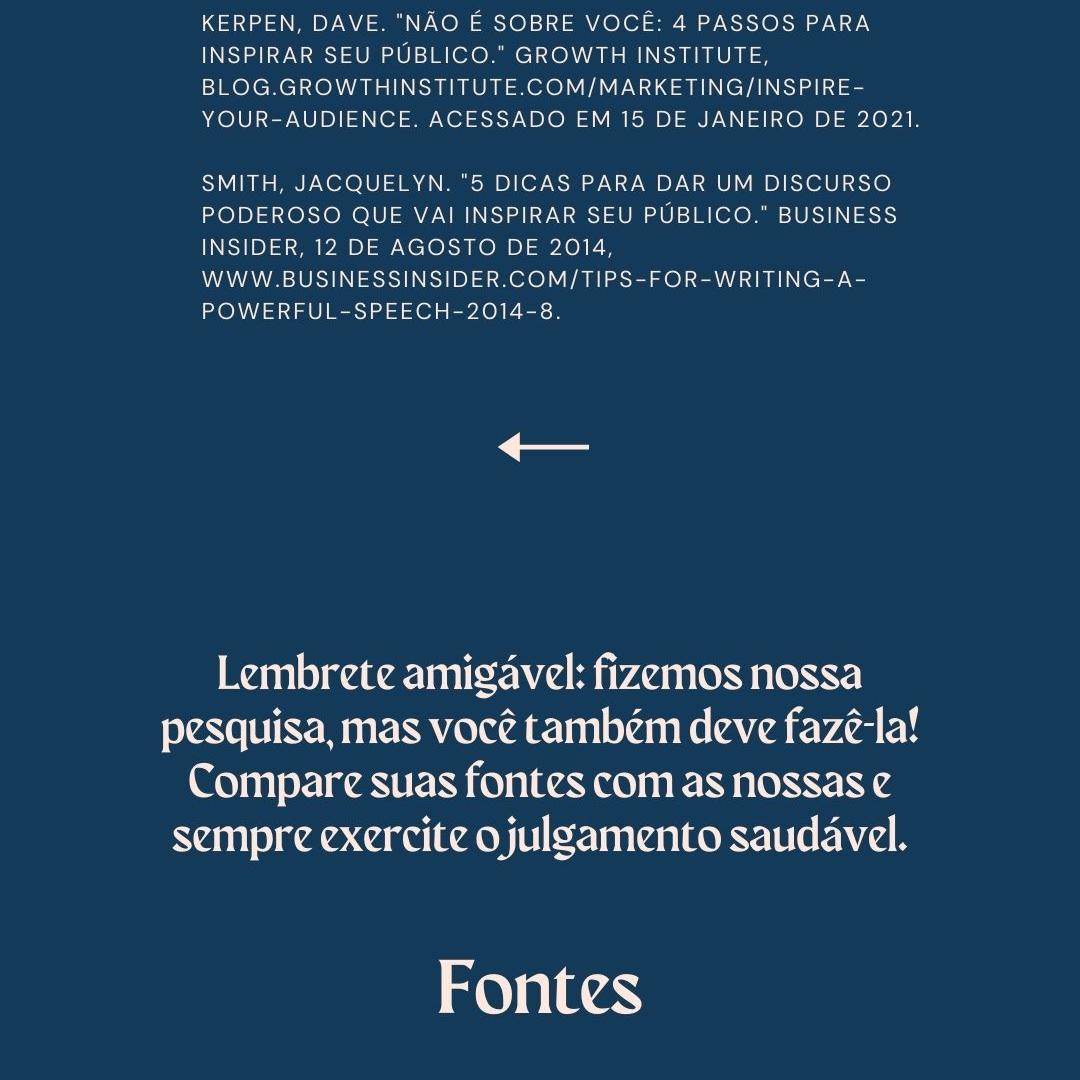 KERPEN, DAVE. "NÃO É SOBRE VOCÊ: 4 PASSOS PARA
INSPIRAR SEU PÚBLICO." GROWTH INSTITUTE,
BLOG.GROWTHINSTITUTE.COM/MARKETING/INSPIRE-
YOUR-AUDIENCE. ACESSADO EM 15 DE JANEIRO DE 2021.
SMITH, JACQUELYN. "5 DICAS PARA DAR UM DISCURSO
PODEROSO QUE VAI INSPIRAR SEU PÚBLICO." BUSINESS
INSIDER, 12 DE AGOSTO DE 2014,
WWW.BUSINESSINSIDER.COM/TIPS-FOR-WRITING-A-
POWERFUL-SPEECH-2014-8.
Lembrete amigável: fizemos nossa
pesquisa, mas você também deve fazê-la!
Compare suas fontes com as nossas e
sempre exercite o julgamento saudável.
Fontes